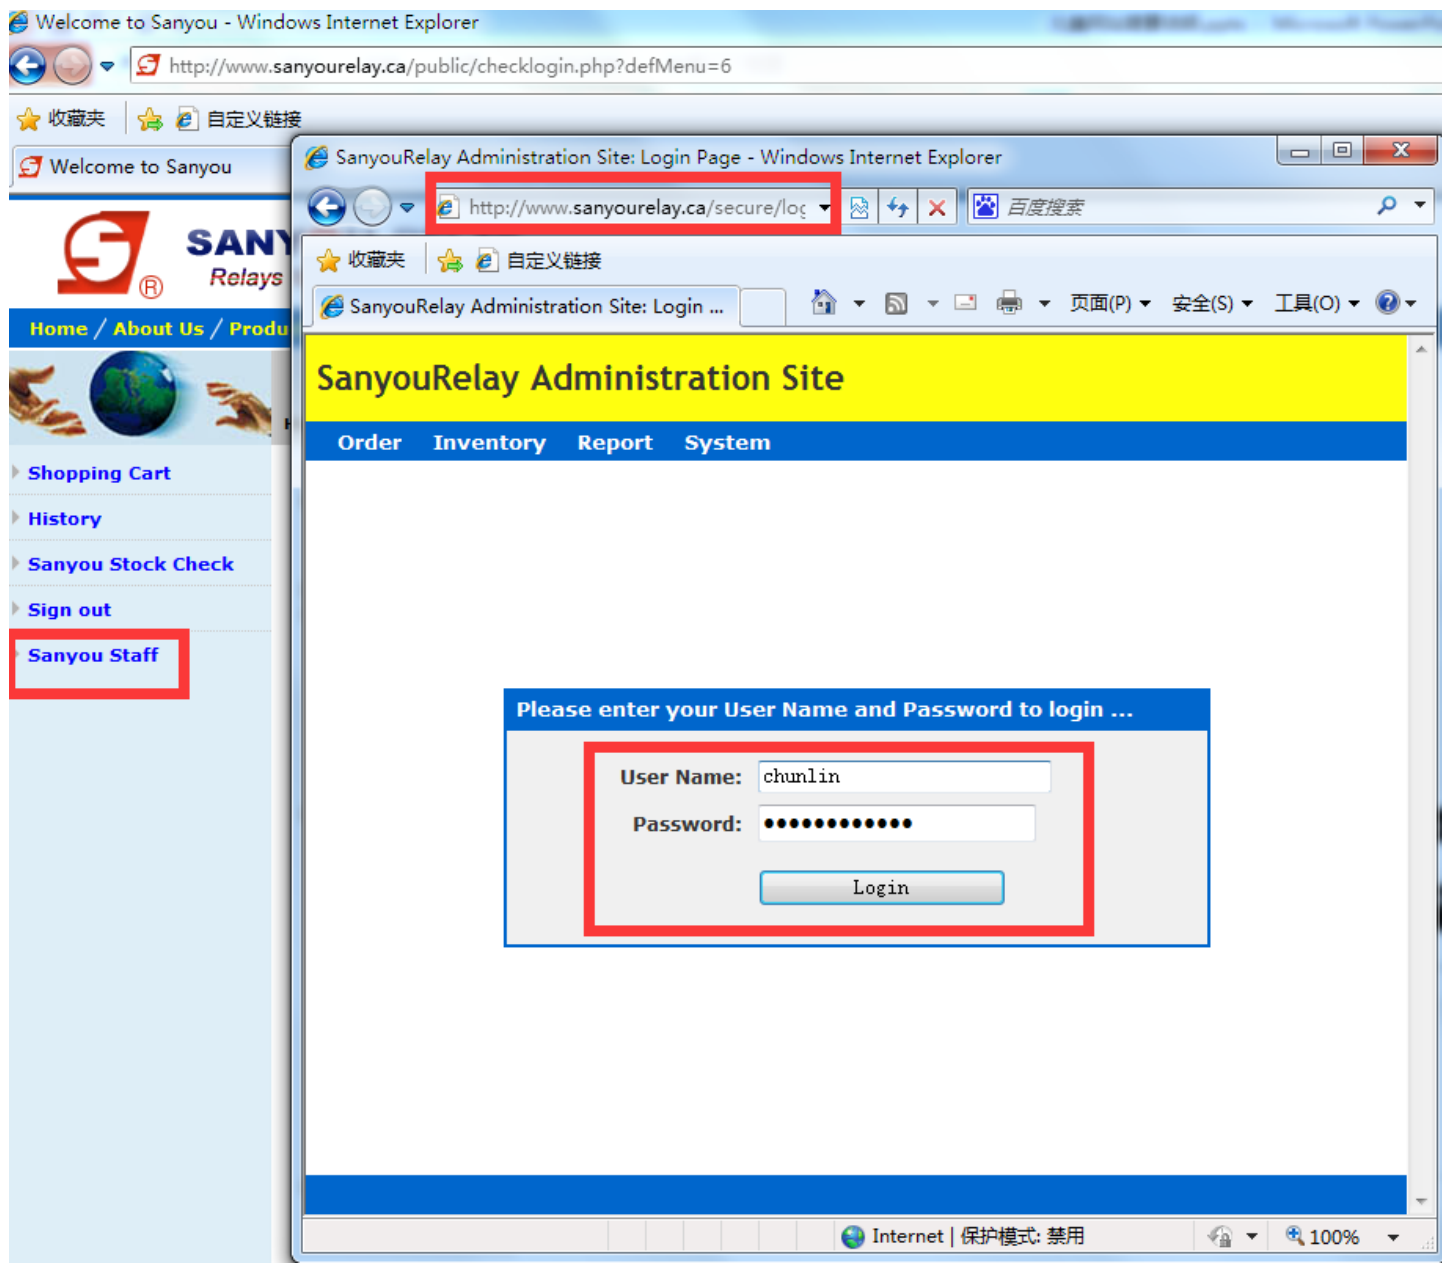 Welcome to Sanyou - Windows Internet Explorer
http://www.sanyourelay.ca/public/checklogin.php?defMenu=6
收藏夹
自定义链接
Welcome to Sanyou
SANY
Relays
®
Home / About Us / Produ
Shopping Cart
History
Sanyou Stock Check
Sign out
Sanyou Staff
SanyouRelay Administration Site: Login Page - Windows Internet Explorer
http://www.sanyourelay.ca/secure/log
百度搜索
收藏夹
自定义链接
SanyouRelay Administration Site: Login ...
页面(P)
安全(S)
工具(O)
SanyouRelay Administration Site
Order Inventory Report System
Please enter your User Name and Password to login ...
User Name: chunlin
Password: ••••••••••••
Login
Internet | 保护模式: 禁用
100%